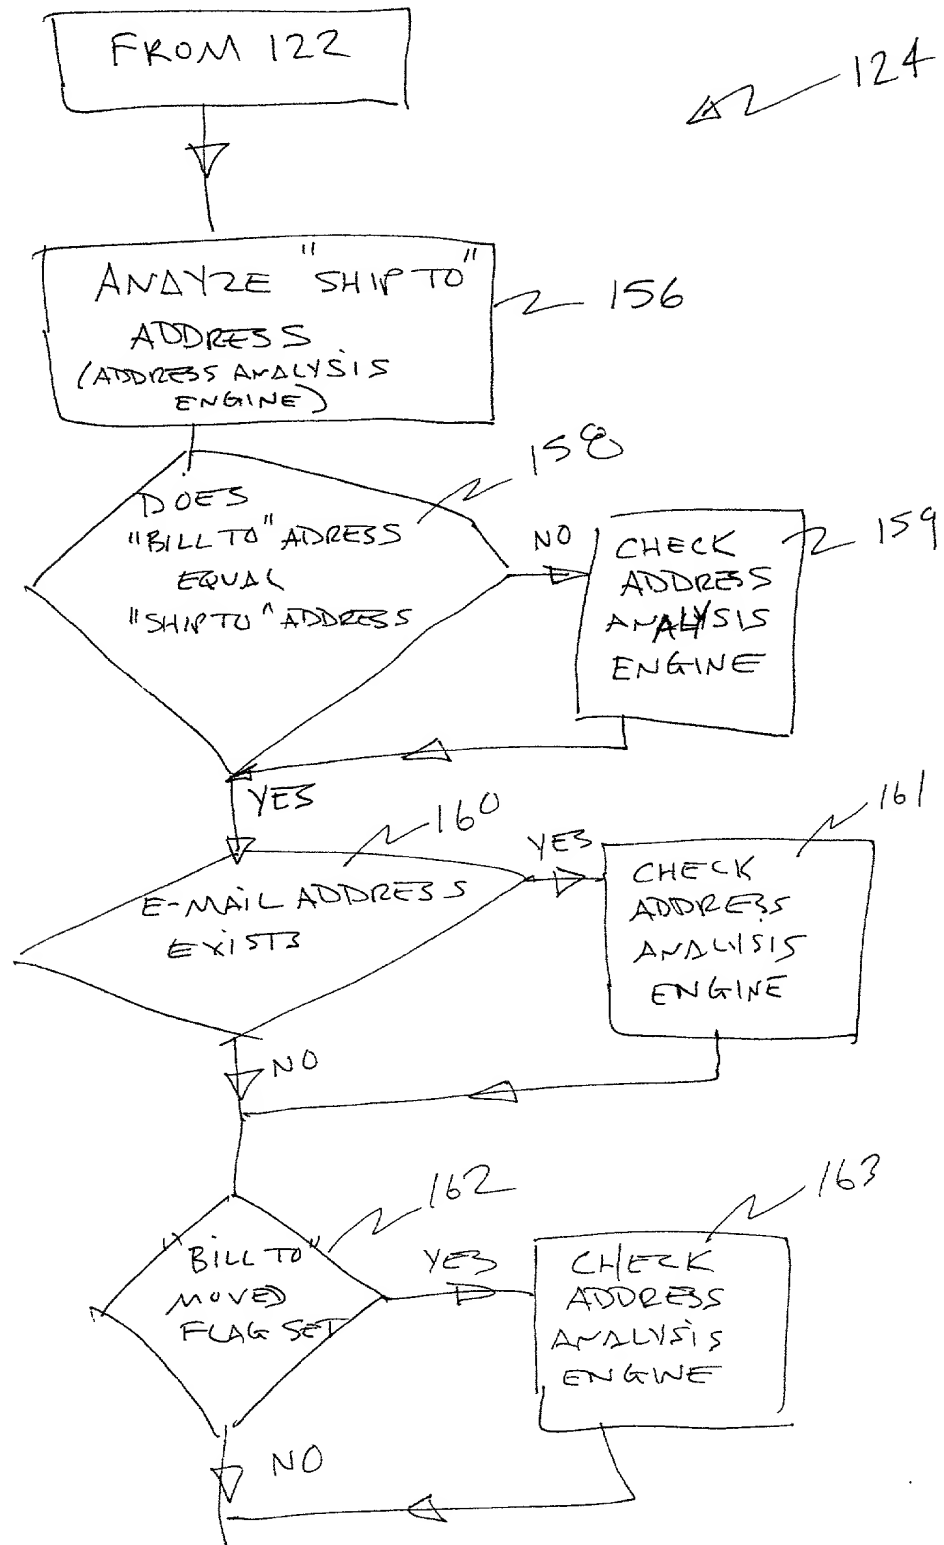 FROM 122
124
ANAYZE "SHIP TO"
ADDRESS
(ADDRESS ANALYSIS
ENGINE)
156
158
DOES
"BILL TO" ADRESS
EQUAL
"SHIP TO" ADDRESS
NO
CHECK
ADDRESS
ANALYSIS
ENGINE
159
YES
160
E-MAIL ADDRESS
EXISTS
YES
161
CHECK
ADDRESS
ANALYSIS
ENGINE
NO
162
"BILL TO"
MOVED
FLAG SET
YES
163
CHECK
ADDRESS
ANALYSIS
ENGINE
NO